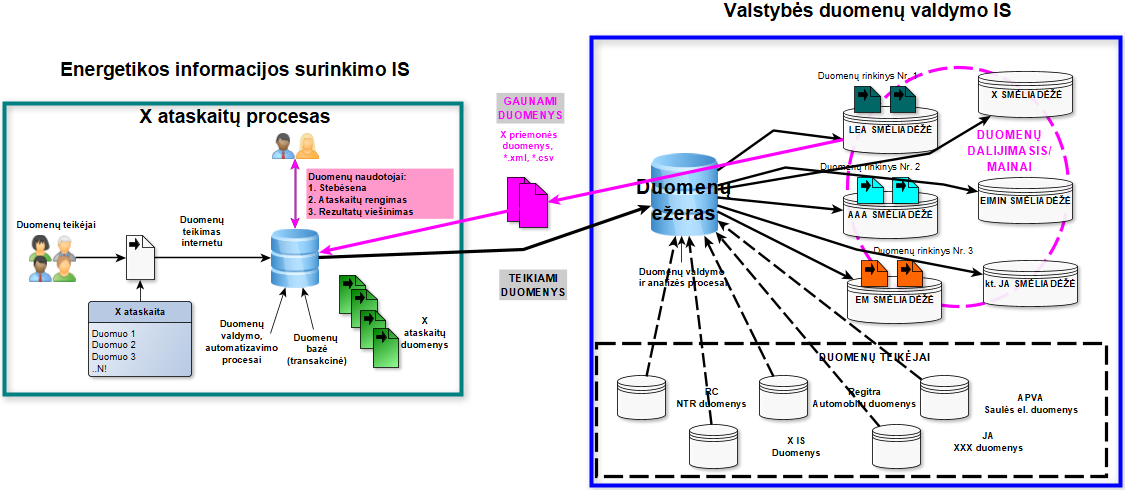 Valstybės duomenų valdymo IS
Energetikos informacijos surinkimo IS
X ataskaitų procesas
Duomenų naudotojai:
1. Stebėsena
2. Ataskaitų rengimas
3. Rezultatų viešinimas
Duomenų teikėjai
Duomenų
teikimas
internetu
X ataskaita
Duomuo 1
Duomuo 2
Duomuo 3
..N!
Duomenų
valdymo,
automatizavimo
procesai
Duomenų
bazė
(transakcinė)
X
ataskaitų
duomenys
GAUNAMI
DUOMENYS
X priemonės
duomenys,
*.xml, *.csv
TEIKIAMI
DUOMENYS
Duomenų
ežeras
Duomenų valdymo
ir analizės procesai
Duomenų rinkinys Nr. 1
LEA SMĖLIADĖŽĖ
X SMĖLIADĖŽĖ
DUOMENŲ
DALIJIMASIS/
MAINAI
Duomenų rinkinys Nr. 2
AAA SMĖLIADĖŽĖ
EIMIN SMĖLIADĖŽĖ
Duomenų rinkinys Nr. 3
EM SMĖLIADĖŽĖ
kt. JA SMĖLIADĖŽĖ
DUOMENŲ TEIKĖJAI
RC
NTR duomenys
Regitra
Automobilių duomenys
APVA
Saulės el. duomenys
X IS
Duomenys
JA
XXX duomenys